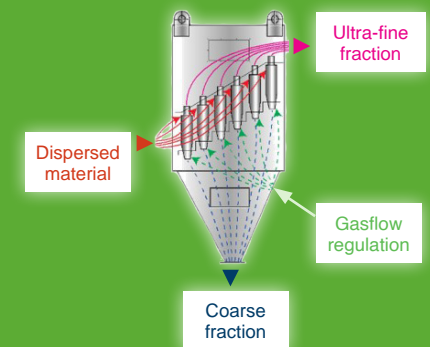 Ultra-fine
fraction
Dispersed
material
Gasflow
regulation
Coarse
fraction